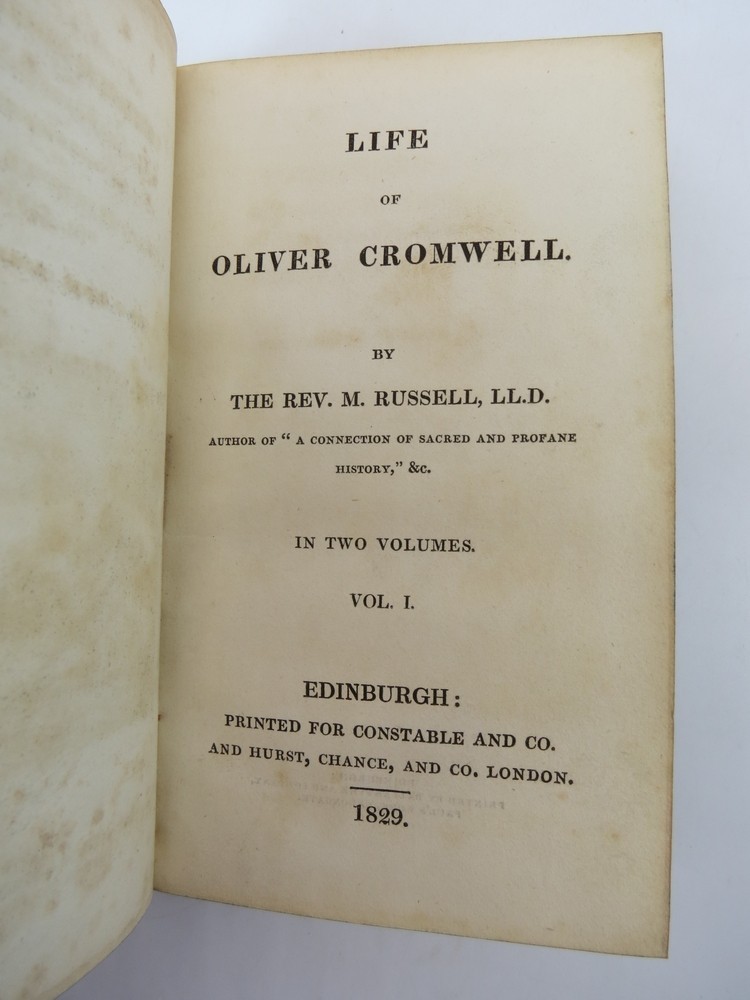 LIFE
OF
OLIVER CROMWELL.
BY
THE REV. M. RUSSELL, LL.D.
AUTHOR OF “ A CONNECTION OF SACRED AND PROFANE
HISTORY,” &c.
IN TWO VOLUMES.
VOL. I.
EDINBURGH:
PRINTED FOR CONSTABLE AND CO.
AND HURST, CHANCE, AND CO. LONDON.
1829.